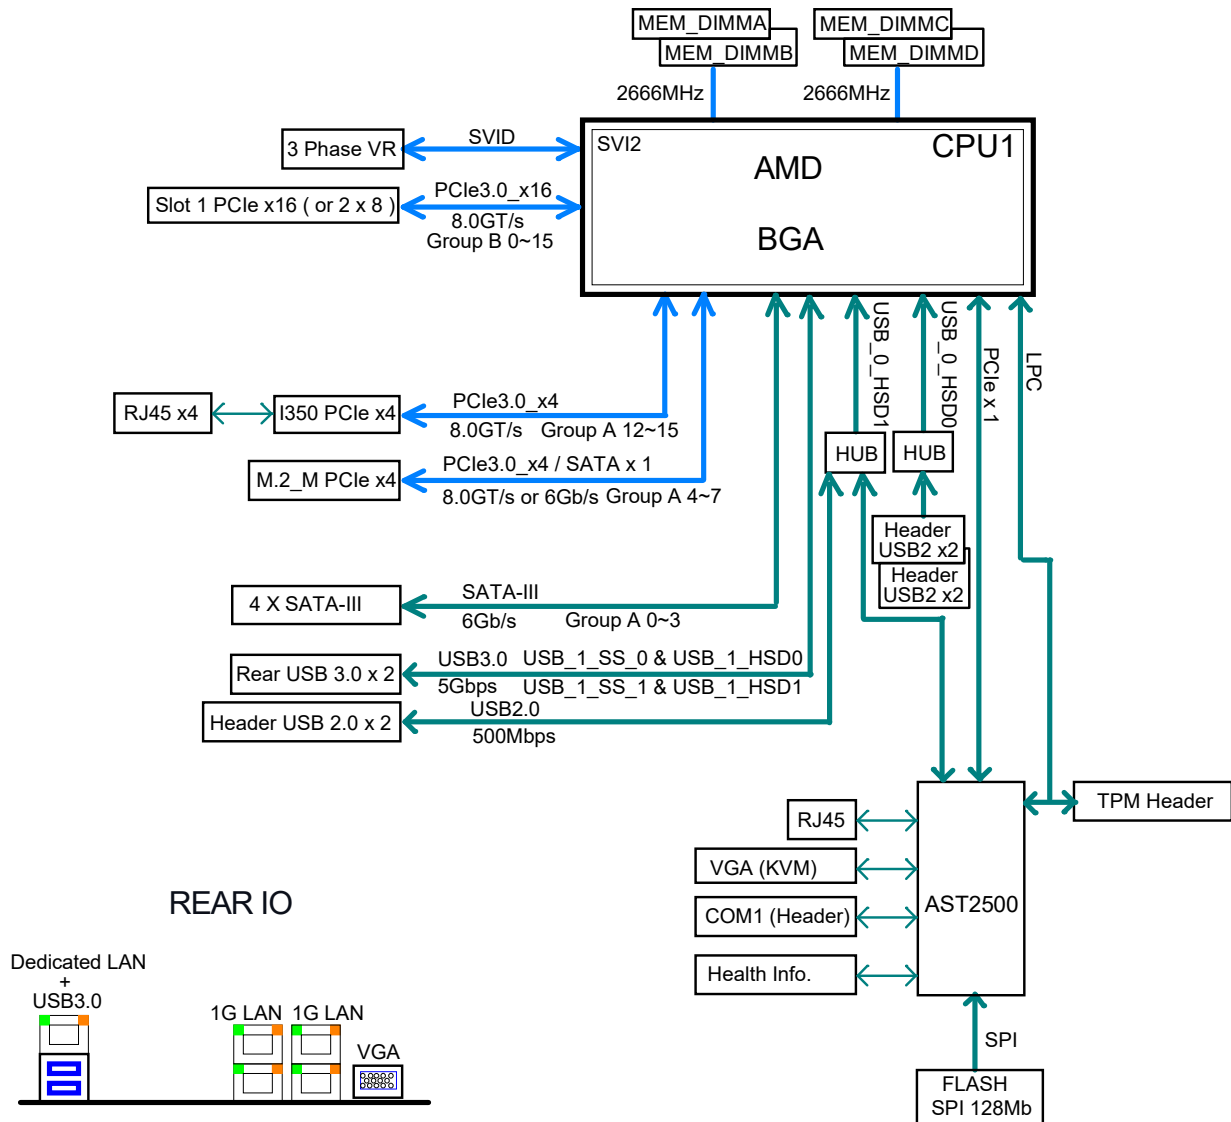 MEM_DIMMA
MEM_DIMMB
MEM_DIMMC
MEM_DIMMD
2666MHz
2666MHz
3 Phase VR
SVID
SVI2
CPU1
AMD
BGA
Slot 1 PCIe x16 ( or 2 x 8 )
PCIe3.0_x16
8.0GT/s
Group B 0~15
USB_0_HSD1
USB_0_HSD0
PCIe x 1
LPC
RJ45 x4
I350 PCIe x4
PCIe3.0_x4
8.0GT/s Group A 12~15
M.2_M PCIe x4
PCIe3.0_x4 / SATA x 1
8.0GT/s or 6Gb/s Group A 4~7
HUB
HUB
Header
USB2 x2
Header
USB2 x2
4 X SATA-III
SATA-III
6Gb/s Group A 0~3
Rear USB 3.0 x 2
USB3.0 USB_1_SS_0 & USB_1_HSD0
5Gbps USB_1_SS_1 & USB_1_HSD1
Header USB 2.0 x 2
USB2.0
500Mbps
TPM Header
RJ45
VGA (KVM)
COM1 (Header)
Health Info.
AST2500
SPI
FLASH
SPI 128Mb
REAR IO
Dedicated LAN
+
USB3.0
1G LAN
1G LAN
VGA